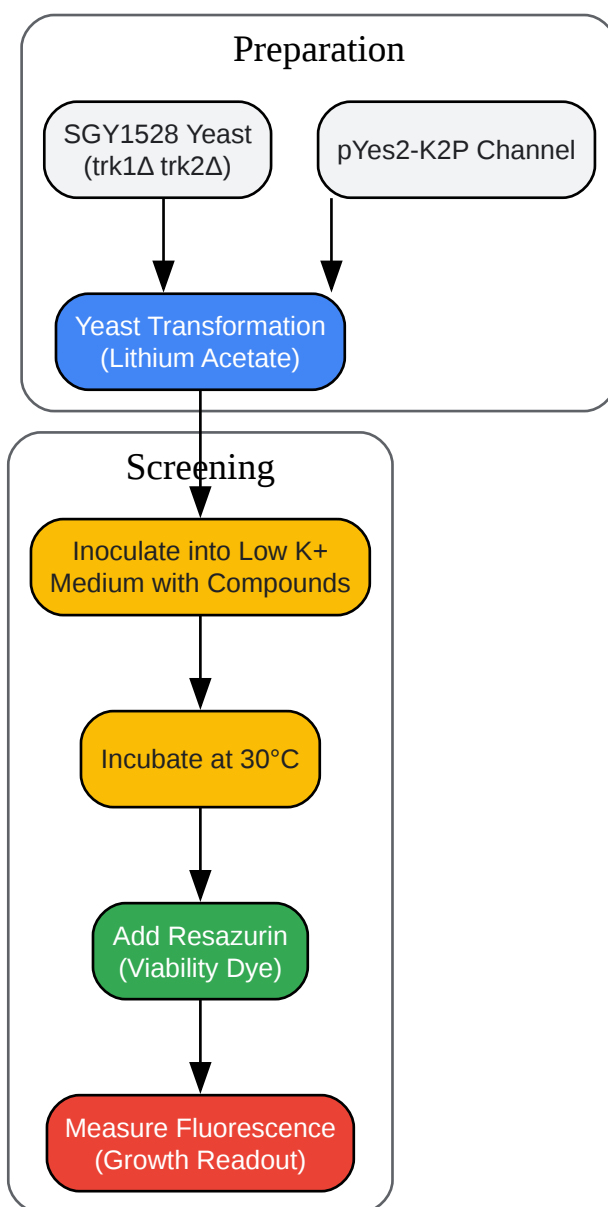 Preparation
SGY1528 Yeast
(trk1Δ trk2Δ)
pYes2-K2P Channel
Yeast Transformation
(Lithium Acetate)
Screening
Inoculate into Low K+
Medium with Compounds
Incubate at 30°C
Add Resazurin
(Viability Dye)
Measure Fluorescence
(Growth Readout)